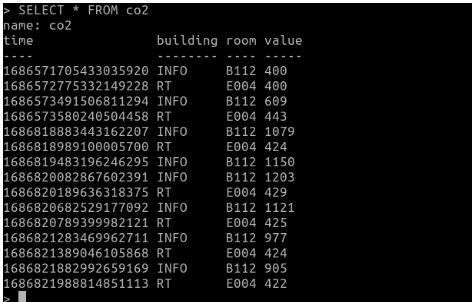 > SELECT * FROM co2
name: co2
time                building room value
----                -------- ---- -----
1686571705433035920 INFO     B112 400
1686572775332149228 RT       E004 400
1686573491506811294 INFO     B112 609
1686573580240504458 RT       E004 443
1686818883443162207 INFO     B112 1079
1686818989100005700 RT       E004 424
1686819483196246295 INFO     B112 1150
1686820082867602391 INFO     B112 1203
1686820189636318375 RT       E004 429
1686820682529177092 INFO     B112 1121
1686820789399982121 RT       E004 425
1686821283469962711 INFO     B112 977
1686821389046105868 RT       E004 424
1686821882992659169 INFO     B112 905
1686821988814851113 RT       E004 422
>